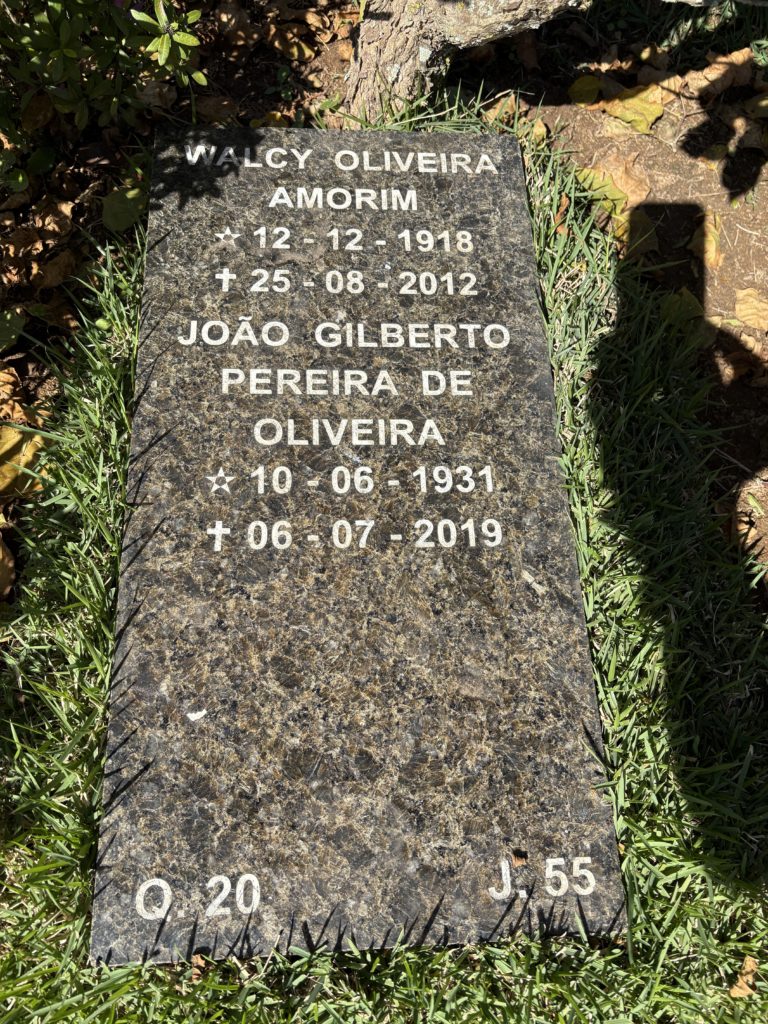 WALCY OLIVEIRA
AMORIM
☆ 12 - 12 - 1918
✝ 25 - 08 - 2012
JOÃO GILBERTO
PEREIRA DE
OLIVEIRA
☆ 10 - 06 - 1931
✝ 06 - 07 - 2019
Q. 20 J. 55